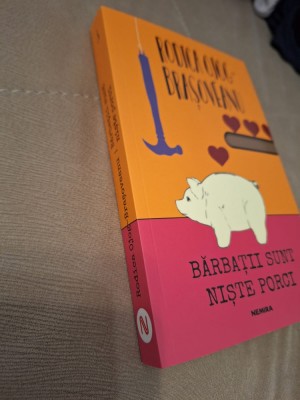 RODICA OJOG-
BRAȘOVEANU
BĂRBAȚII SUNT
NIȘTE PORCI
NEMIRA
Rodica Ojog-Brașoveanu
N